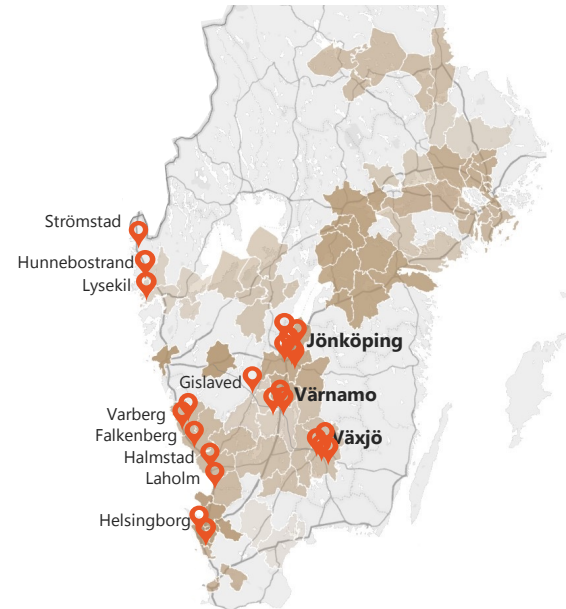 Strömstad
Hunnebostrand
Lysekil
Jönköping
Gislaved
Värnamo
Varberg
Falkenberg
Växjö
Halmstad
Laholm
Helsingborg